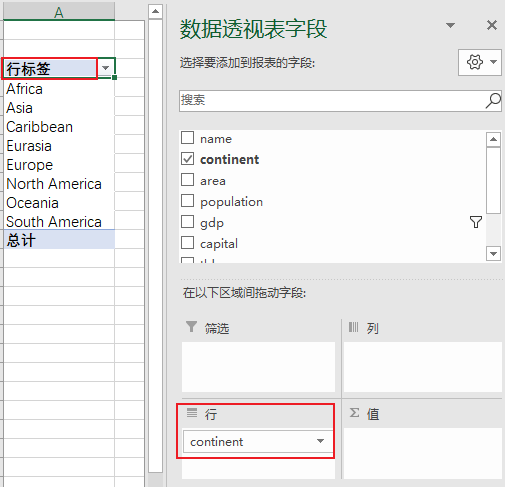 A
行标签
Africa
Asia
Caribbean
Eurasia
Europe
North America
Oceania
South America
总计
数据透视表字段
选择要添加到报表的字段:
搜索
name
continent
area
population
gdp
capital
在以下区域间拖动字段:
筛选
列
行
Σ 值
continent